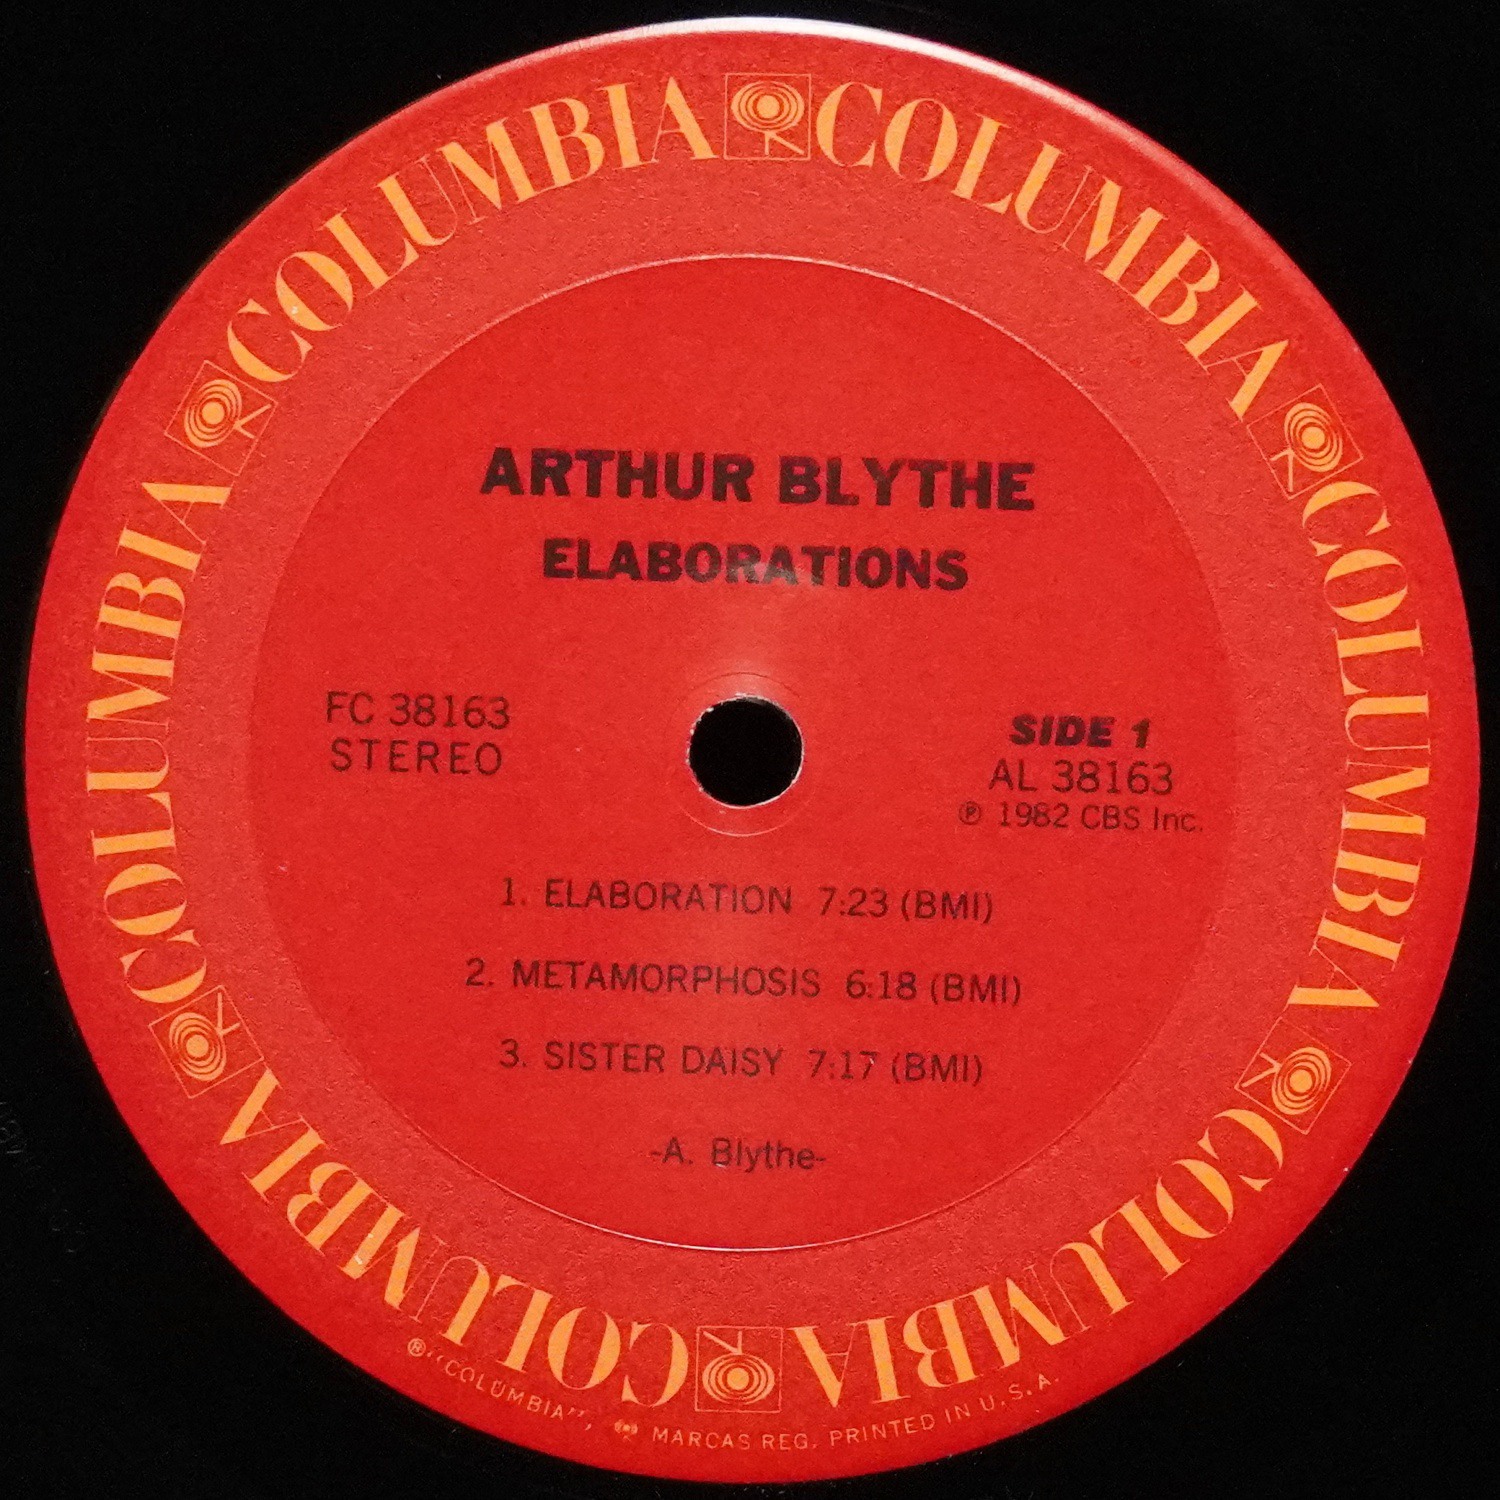 COLUMBIA COLUMBIA COLUMBIA COLUMBIA COLUMBIA COLUMBIA
ARTHUR BLYTHE
ELABORATIONS
FC 38163
STEREO
SIDE 1
AL 38163
℗ 1982 CBS Inc.
1. ELABORATION 7:23 (BMI)
2. METAMORPHOSIS 6:18 (BMI)
3. SISTER DAISY 7:17 (BMI)
-A. Blythe-
®"COLUMBIA", MARCAS REG. PRINTED IN U.S.A.